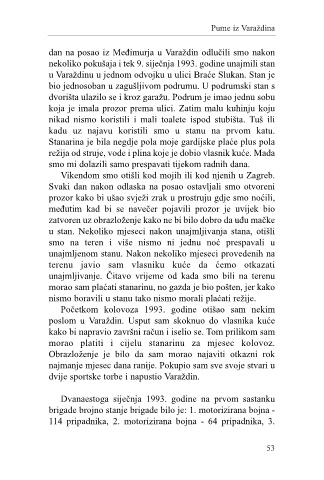 Pume iz Varaždina
dan na posao iz Međimurja u Varaždin odlučili smo nakon
nekoliko pokušaja i tek 9. siječnja 1993. godine unajmili stan
u Varaždinu u jednom odvojku u ulici Braće Slukan. Stan je
bio jednosoban u zagušljivom podrumu. U podrumski stan s
dvorišta ulazilo se i kroz garažu. Podrum je imao jednu sobu
koja je imala prozor prema ulici. Zatim malu kuhinju koju
nikad nismo koristili i mali toalete ispod stubišta. Tuš ili
kadu uz najavu koristili smo u stanu na prvom katu.
Stanarina je bila negdje pola moje gardijske plaće plus pola
režija od struje, vode i plina koje je dobio vlasnik kuće. Mada
smo mi dolazili samo prespavati tijekom radnih dana.
Vikendom smo otišli kod mojih ili kod njenih u Zagreb.
Svaki dan nakon odlaska na posao ostavljali smo otvoreni
prozor kako bi ušao svježi zrak u prostruju gdje smo noćili,
međutim kad bi se navečer pojavili prozor je uvijek bio
zatvoren uz obrazloženje kako ne bi bilo dobro da uđu mačke
u stan. Nekoliko mjeseci nakon unajmljivanja stana, otišli
smo na teren i više nismo ni jednu noć prespavali u
unajmljenom stanu. Nakon nekoliko mjeseci provedenih na
terenu javio sam vlasniku kuće da ćemo otkazati
unajmljivanje. Čitavo vrijeme od kada smo bili na terenu
morao sam plaćati stanarinu, no gazda je bio pošten, jer kako
nismo boravili u stanu tako nismo morali plaćati režije.
Početkom kolovoza 1993. godine otišao sam nekim
poslom u Varaždin. Usput sam skoknuo do vlasnika kuće
kako bi napravio završni račun i iselio se. Tom prilikom sam
morao platiti i cijelu stanarinu za mjesec kolovoz.
Obrazloženje je bilo da sam morao najaviti otkazni rok
najmanje mjesec dana ranije. Pokupio sam sve svoje stvari u
dvije sportske torbe i napustio Varaždin.
Dvanaestoga siječnja 1993. godine na prvom sastanku
brigade brojno stanje brigade bilo je: 1. motorizirana bojna -
114 pripadnika, 2. motorizirana bojna - 64 pripadnika, 3.
53